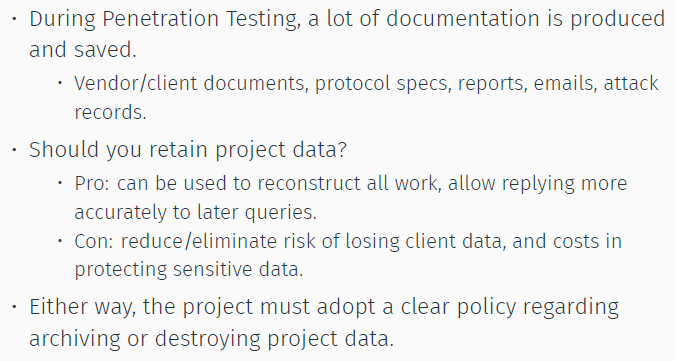 • During Penetration Testing, a lot of documentation is produced
and saved.
• Vendor/client documents, protocol specs, reports, emails, attack
records.
• Should you retain project data?
• Pro: can be used to reconstruct all work, allow replying more
accurately to later queries.
• Con: reduce/eliminate risk of losing client data, and costs in
protecting sensitive data.
• Either way, the project must adopt a clear policy regarding
archiving or destroying project data.